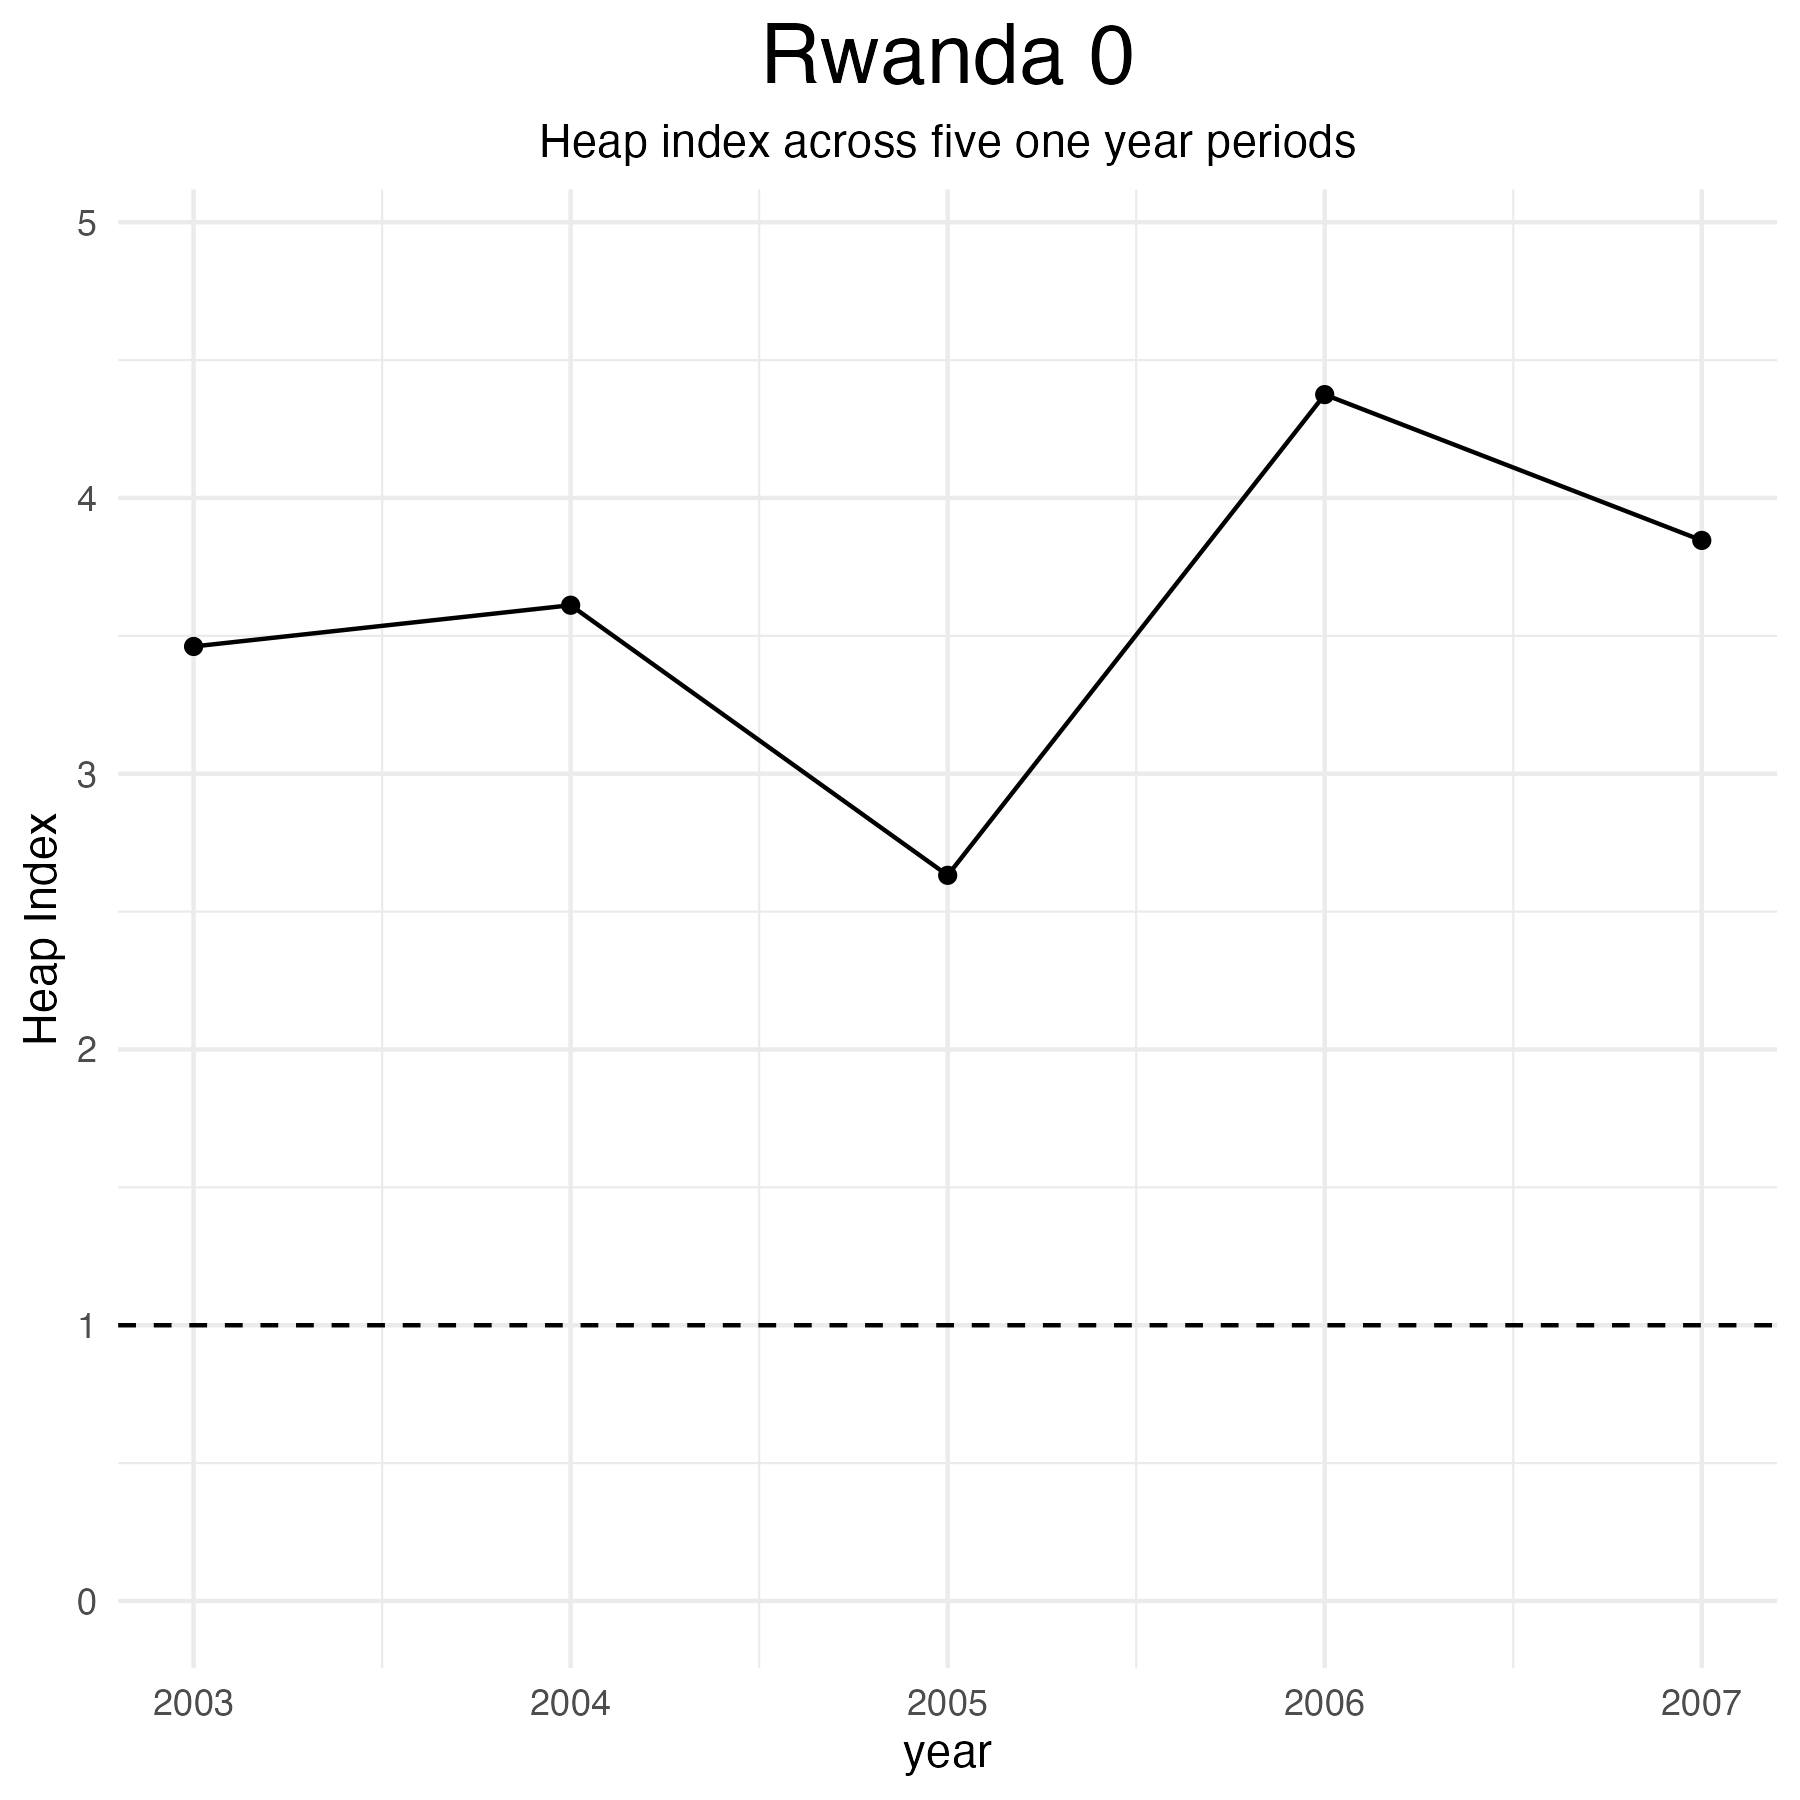 Rwanda 0
Heap index across five one year periods
5
4
3
2
1
0
Heap Index
2003 2004 2005 2006 2007
year